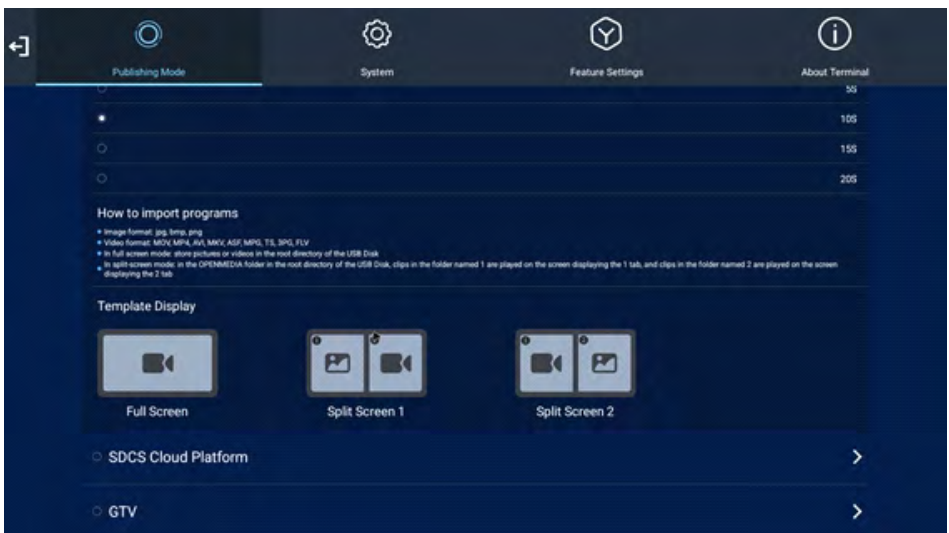 Publishing Mode
System
Feature Settings
About Terminal
5S
10S
15S
20S
How to import programs
Image format: jpg, bmp, png
Video format: MOV, MP4, AVI, MKV, ASF, MPG, TS, 3PG, FLV
In full screen mode: store pictures or videos in the root directory of the USB Disk
In split-screen mode: in the OPENMEDIA folder in the root directory of the USB Disk, clips in the folder named 1 are played on the screen displaying the 1 tab, and clips in the folder named 2 are played on the screen
displaying the 2 tab
Template Display
Full Screen
Split Screen 1
Split Screen 2
SDCS Cloud Platform
GTV